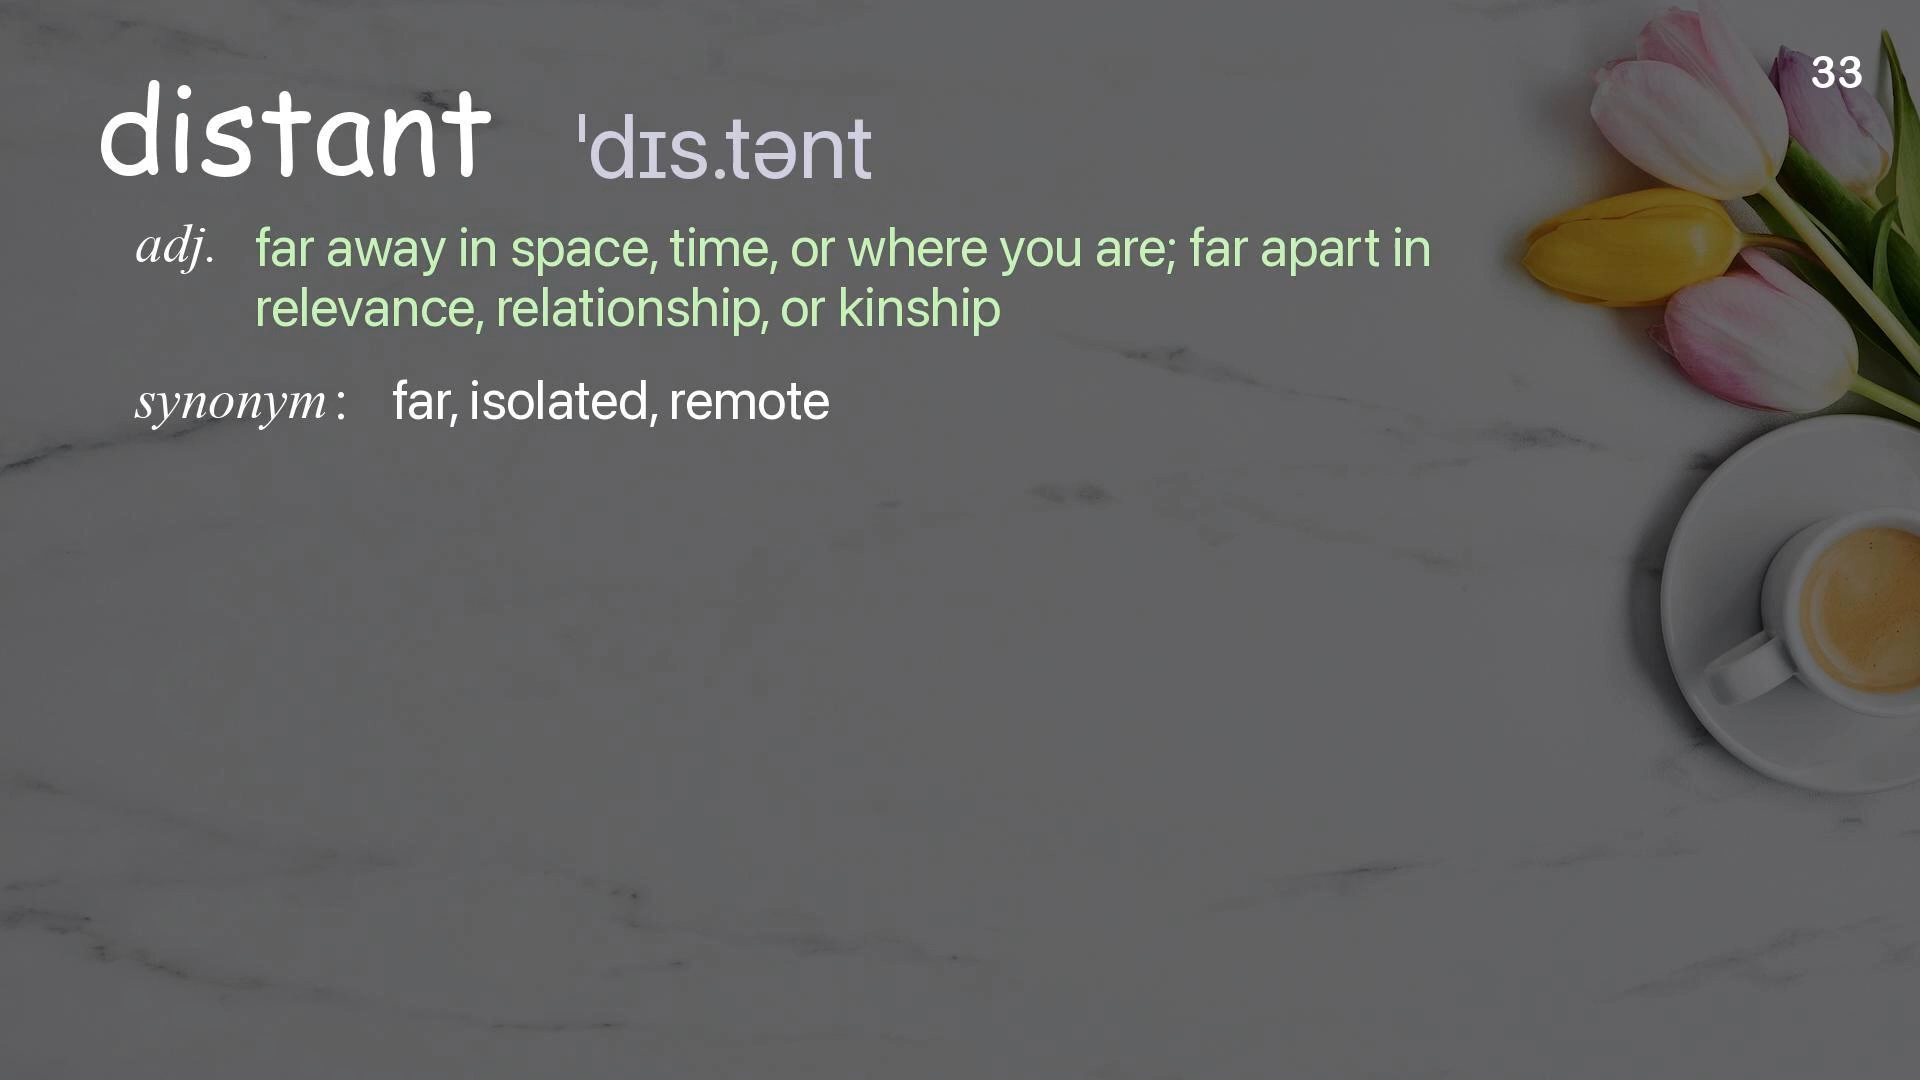 33
distant ˈdɪs.tənt
adj. far away in space, time, or where you are; far apart in
relevance, relationship, or kinship
synonym: far, isolated, remote